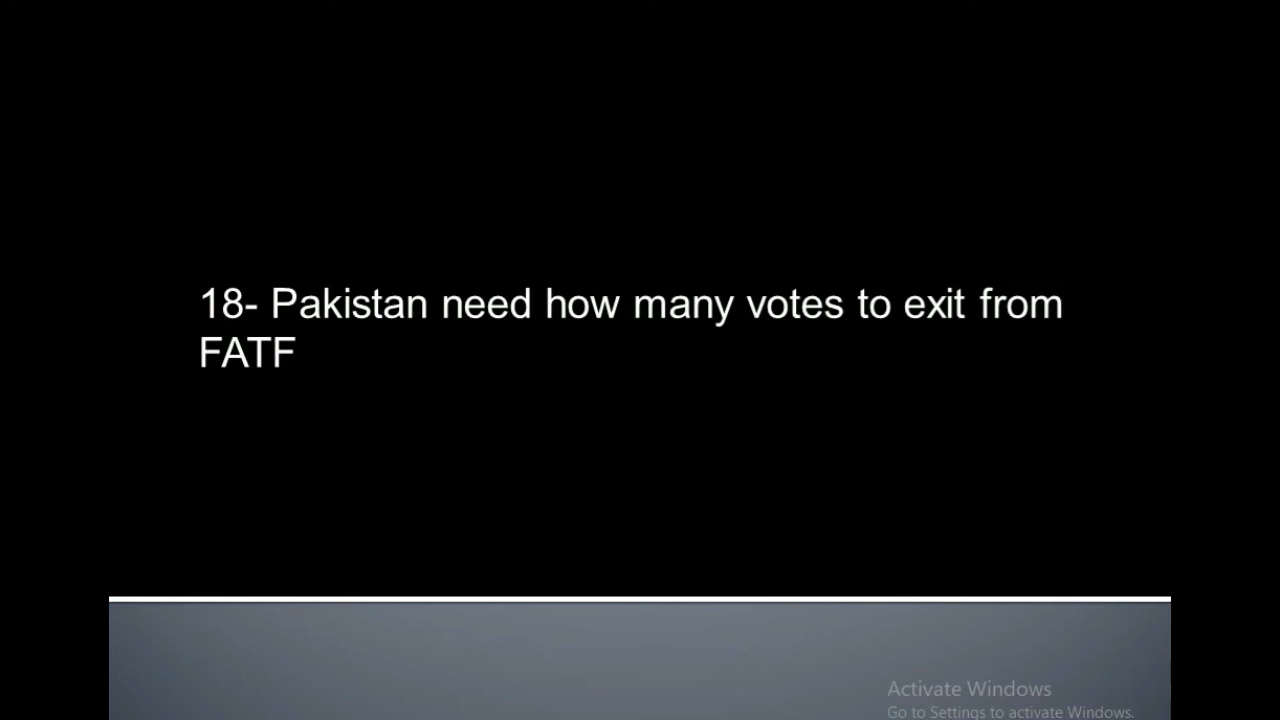 18- Pakistan need how many votes to exit from
FATF
Activate Windows
Go to Settings to activate Windows.